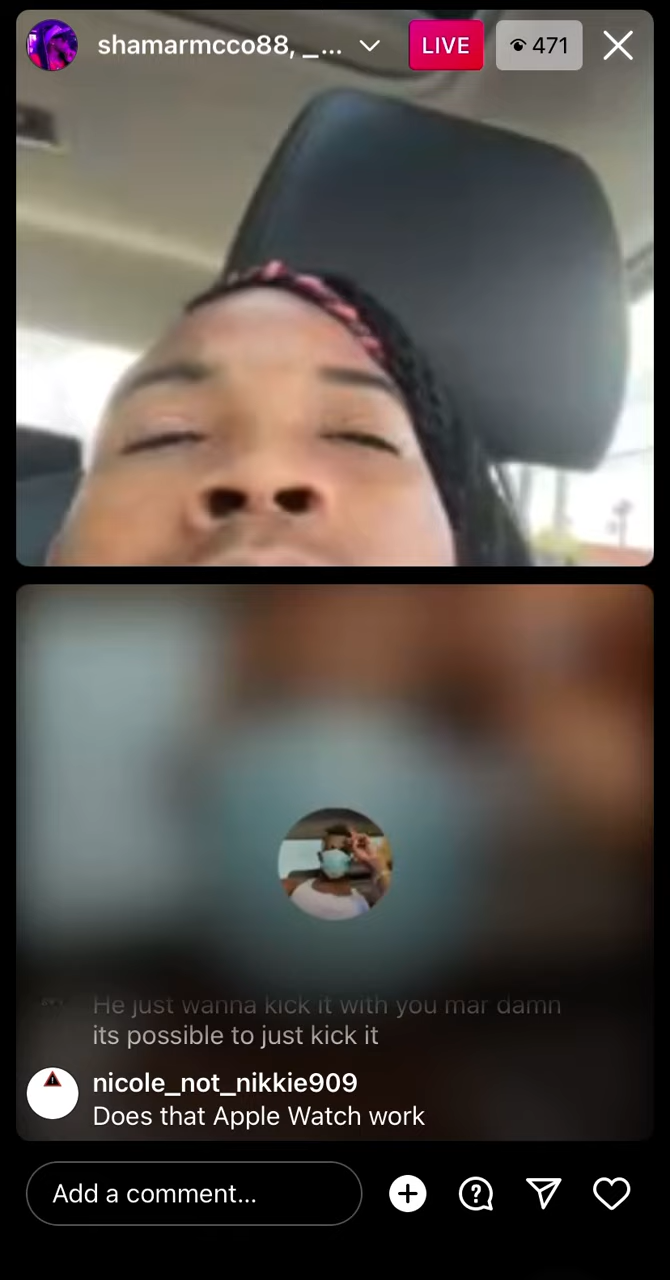 shamarmcco88, _...
LIVE
471
He just wanna kick it with you mar damn
its possible to just kick it
nicole_not_nikkie909
Does that Apple Watch work
Add a comment...